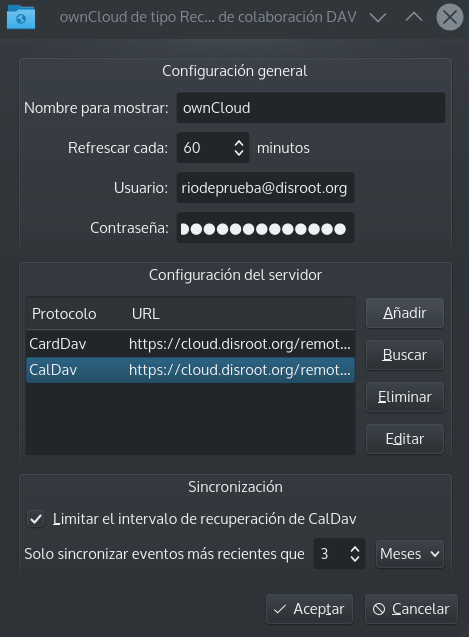 ownCloud de tipo Rec... de colaboración DAV
Configuración general
Nombre para mostrar: ownCloud
Refrescar cada: 60 minutos
Usuario: riodeprueba@disroot.org
Contraseña:
Configuración del servidor
Protocolo URL
CardDav https://cloud.disroot.org/remot...
CalDav https://cloud.disroot.org/remot...
Añadir
Buscar
Eliminar
Editar
Sincronización
Limitar el intervalo de recuperación de CalDav
Solo sincronizar eventos más recientes que 3 Meses
Aceptar Cancelar